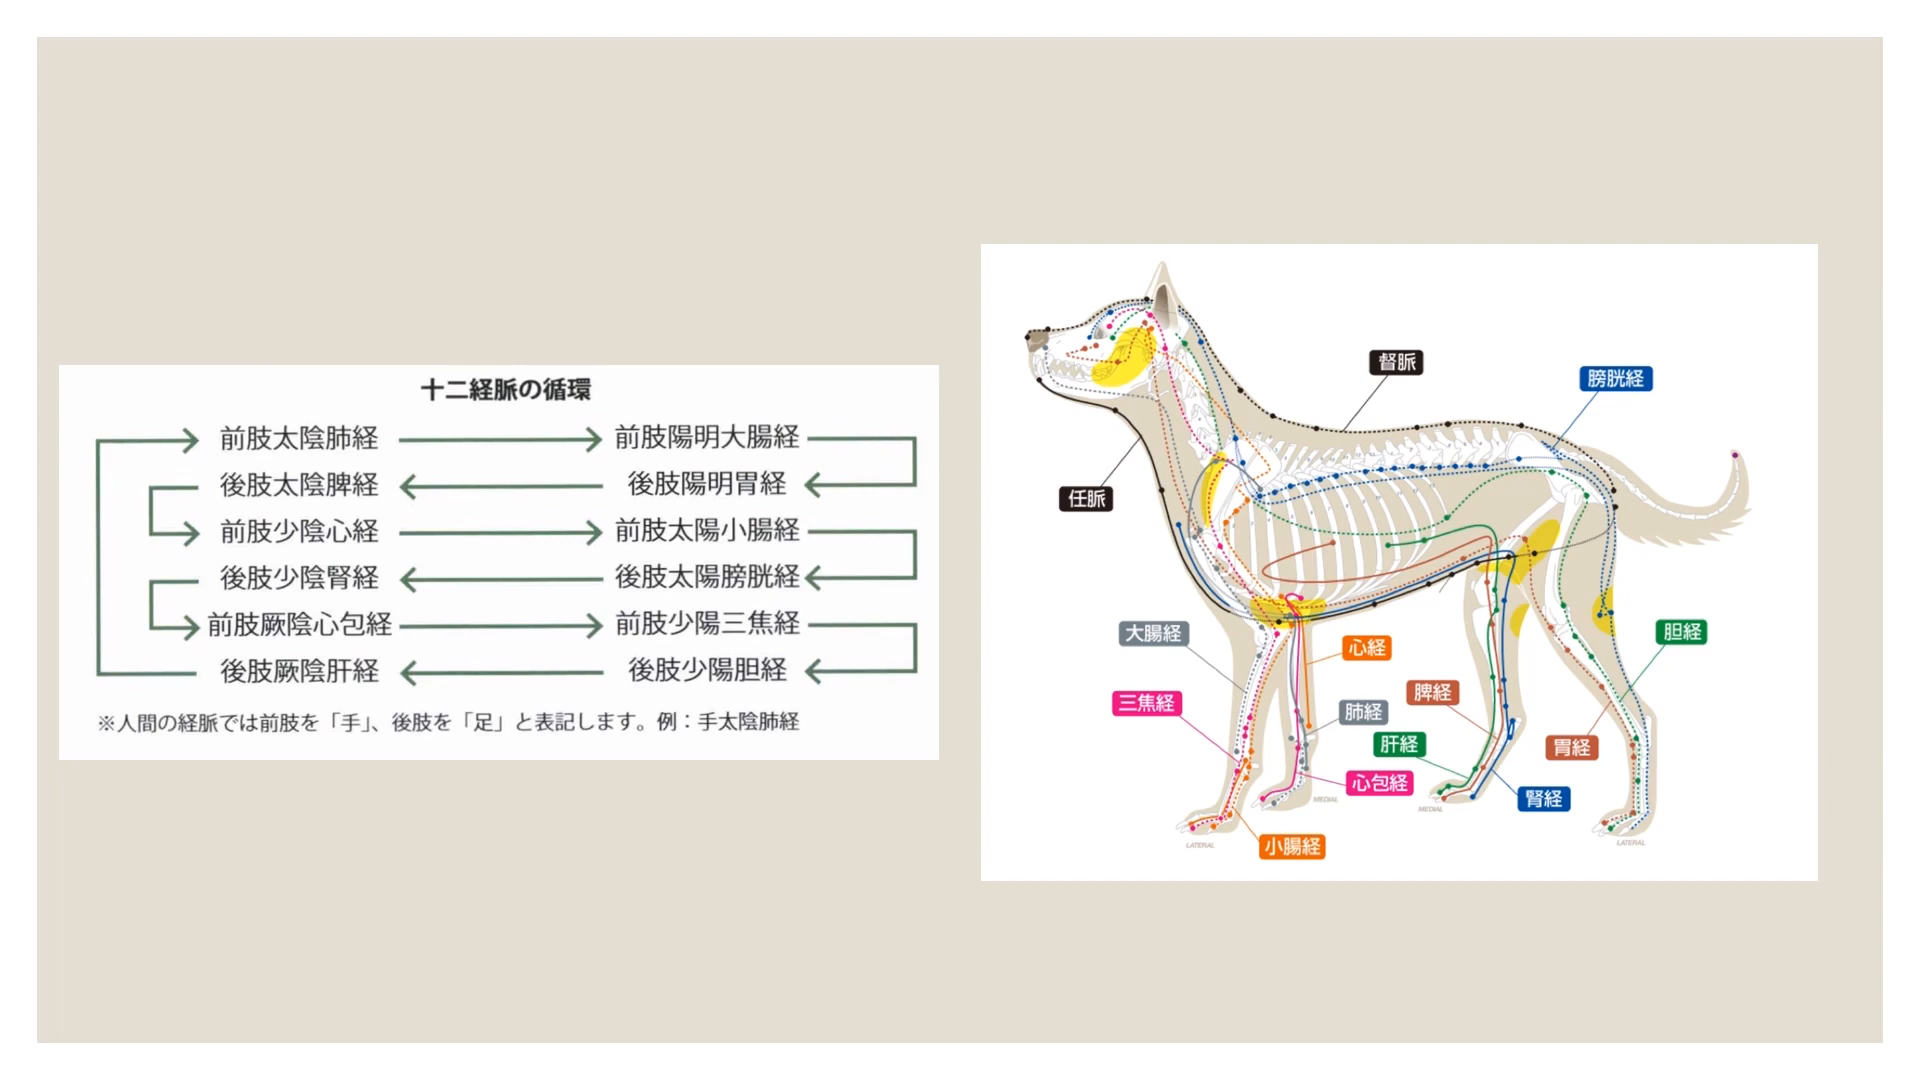 十二経脈の循環
前肢太陰肺経 前肢陽明大腸経
後肢太陰脾経 後肢陽明胃経
前肢少陰心経 前肢太陽小腸経
後肢少陰腎経 後肢太陽膀胱経
前肢厥陰心包経 前肢少陽三焦経
後肢厥陰肝経 後肢少陽胆経
※人間の経脈では前肢を「手」、後肢を「足」と表記します。例：手太陰肺経
督脈
膀胱経
任脈
大腸経
心経
胆経
三焦経
脾経
肺経
肝経
胃経
心包経
腎経
MEDIAL
MEDIAL
小腸経
LATERAL
LATERAL